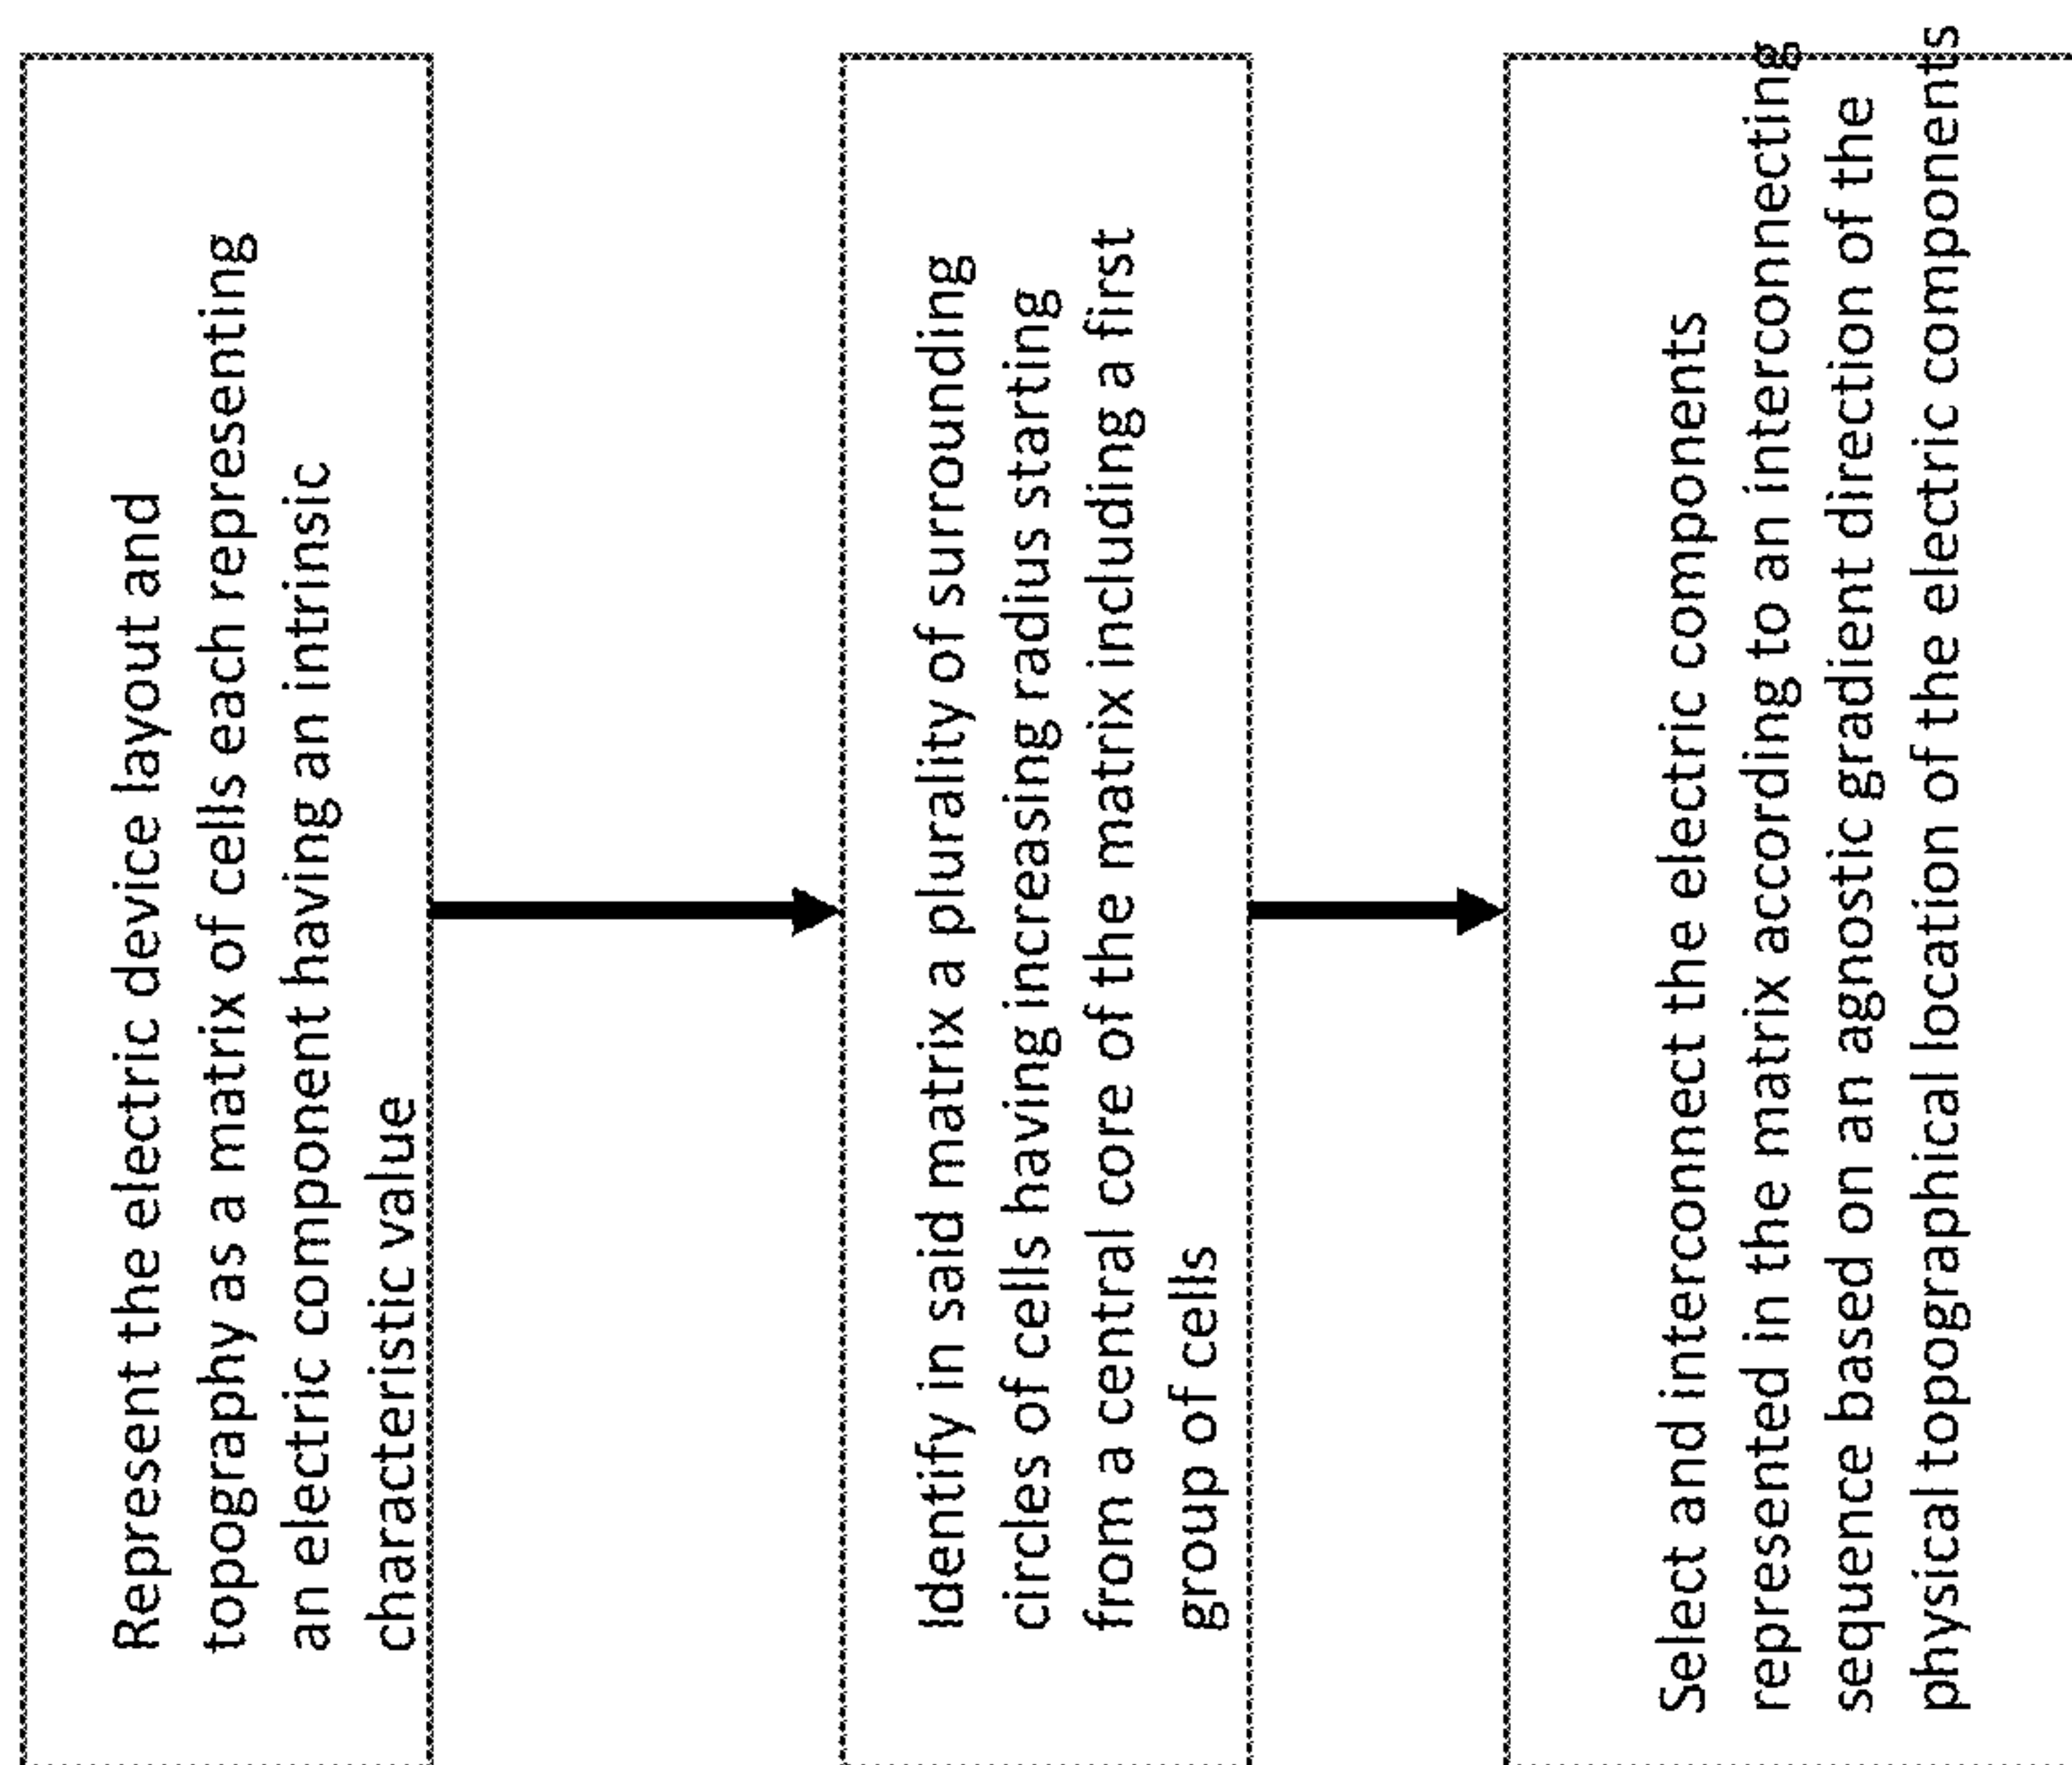 Represent the electric device layout and
topography as a matrix of cells each representing
an electric component having an intrinsic
characteristic value
Identify in said matrix a plurality of surrounding
circles of cells having increasing radius starting
from a central core of the matrix including a first
group of cells
Select and interconnect the electric components
represented in the matrix according to an interconnecting
sequence based on an agnostic gradient direction of the
physical topographical location of the electric components